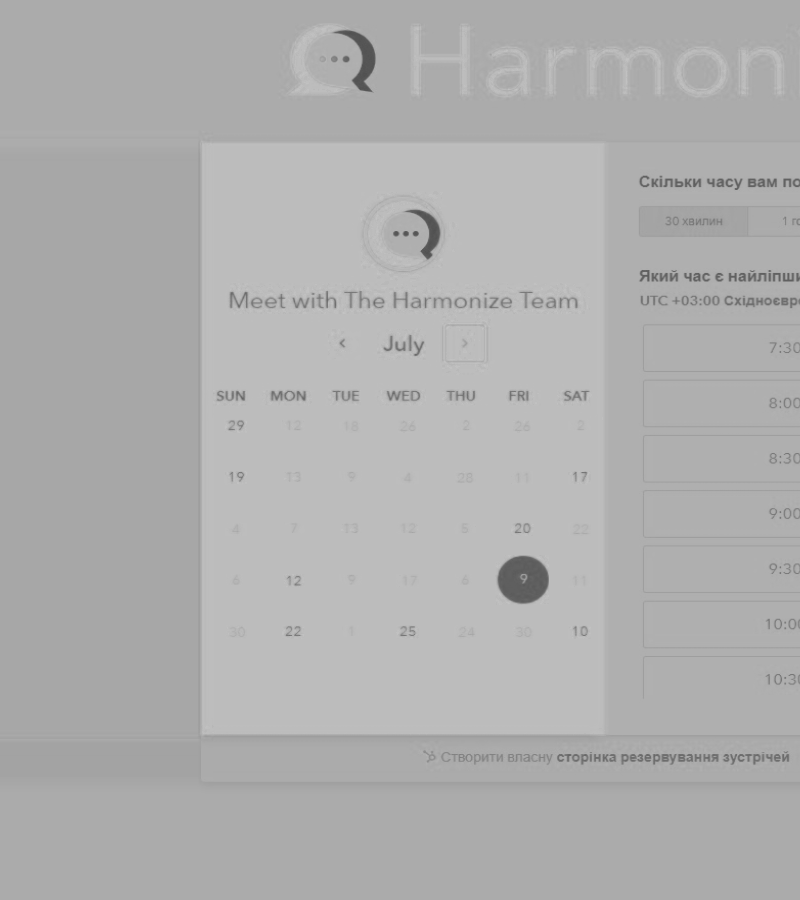 Harmon
Meet with The Harmonize Team
July
SUN MON TUE WED THU FRI SAT
29 12 18 26 2 26 2
19 13 9 4 28 11 17
4 7 13 12 5 20 22
6 12 9 17 6 9 11
30 22 1 25 24 30 10
Скільки часу вам по
30 хвилин 1 го
Який час є найліпши
UTC +03:00 Східноєвро
7:30
8:00
8:30
9:00
9:30
10:00
10:30
Створити власну сторінка резервування зустрічей